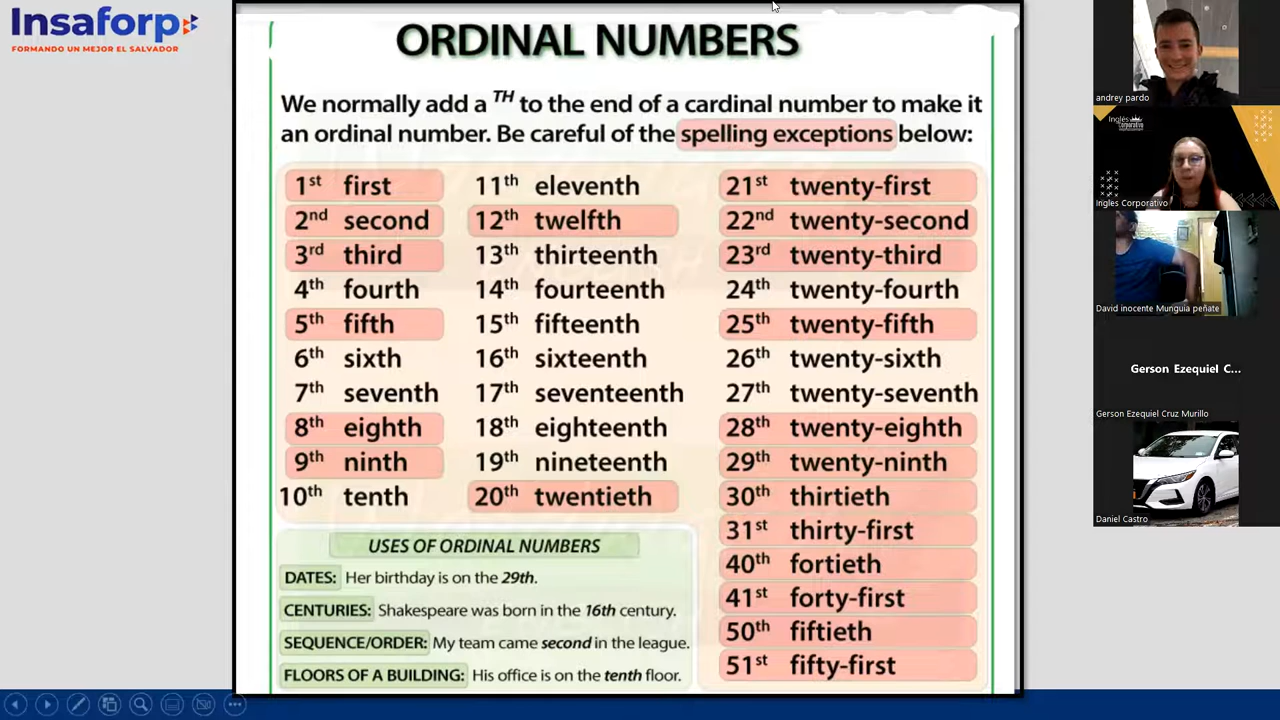 Insaforp
FORMANDO UN MEJOR EL SALVADOR
ORDINAL NUMBERS
We normally add a TH to the end of a cardinal number to make it
an ordinal number. Be careful of the spelling exceptions below:
1st first
2nd second
3rd third
4th fourth
5th fifth
6th sixth
7th seventh
8th eighth
9th ninth
10th tenth
11th eleventh
12th twelfth
13th thirteenth
14th fourteenth
15th fifteenth
16th sixteenth
17th seventeenth
18th eighteenth
19th nineteenth
20th twentieth
21st twenty-first
22nd twenty-second
23rd twenty-third
24th twenty-fourth
25th twenty-fifth
26th twenty-sixth
27th twenty-seventh
28th twenty-eighth
29th twenty-ninth
30th thirtieth
31st thirty-first
40th fortieth
41st forty-first
50th fiftieth
51st fifty-first
USES OF ORDINAL NUMBERS
DATES: Her birthday is on the 29th.
CENTURIES: Shakespeare was born in the 16th century.
SEQUENCE/ORDER: My team came second in the league.
FLOORS OF A BUILDING: His office is on the tenth floor.
andrey pardo
Inglés
Corporativo
Ingles Corporativo
David inocente Munguia peñate
Gerson Ezequiel C...
Gerson Ezequiel Cruz Murillo
Daniel Castro